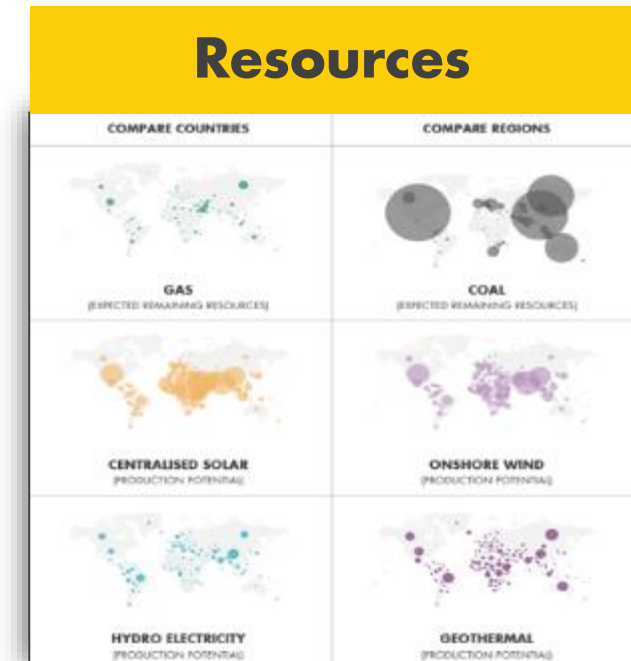 Resources
COMPARE COUNTRIES
COMPARE REGIONS
GAS
[EXPECTED REMAINING RESOURCES]
COAL
[EXPECTED REMAINING RESOURCES]
CENTRALISED SOLAR
[PRODUCTION POTENTIAL]
ONSHORE WIND
[PRODUCTION POTENTIAL]
HYDRO ELECTRICITY
[PRODUCTION POTENTIAL]
GEOTHERMAL
[PRODUCTION POTENTIAL]